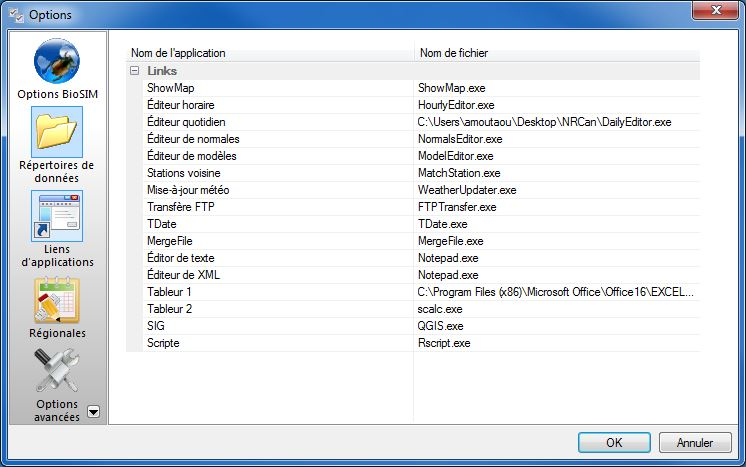 Options
Options BioSIM
Répertoires de
données
Liens
d'applications
Régionales
Options
avancées
Nom de l'application Nom de fichier
Links
ShowMap ShowMap.exe
Éditeur horaire HourlyEditor.exe
Éditeur quotidien C:\Users\amoutaou\Desktop\NRCan\DailyEditor.exe
Éditeur de normales NormalsEditor.exe
Éditeur de modèles ModelEditor.exe
Stations voisine MatchStation.exe
Mise-à-jour météo WeatherUpdater.exe
Transfère FTP FTPTransfer.exe
TDate TDate.exe
MergeFile MergeFile.exe
Éditor de texte Notepad.exe
Éditeur de XML Notepad.exe
Tableur 1 C:\Program Files (x86)\Microsoft Office\Office16\EXCEL...
Tableur 2 scalc.exe
SIG QGIS.exe
Scripte Rscript.exe
OK Annuler